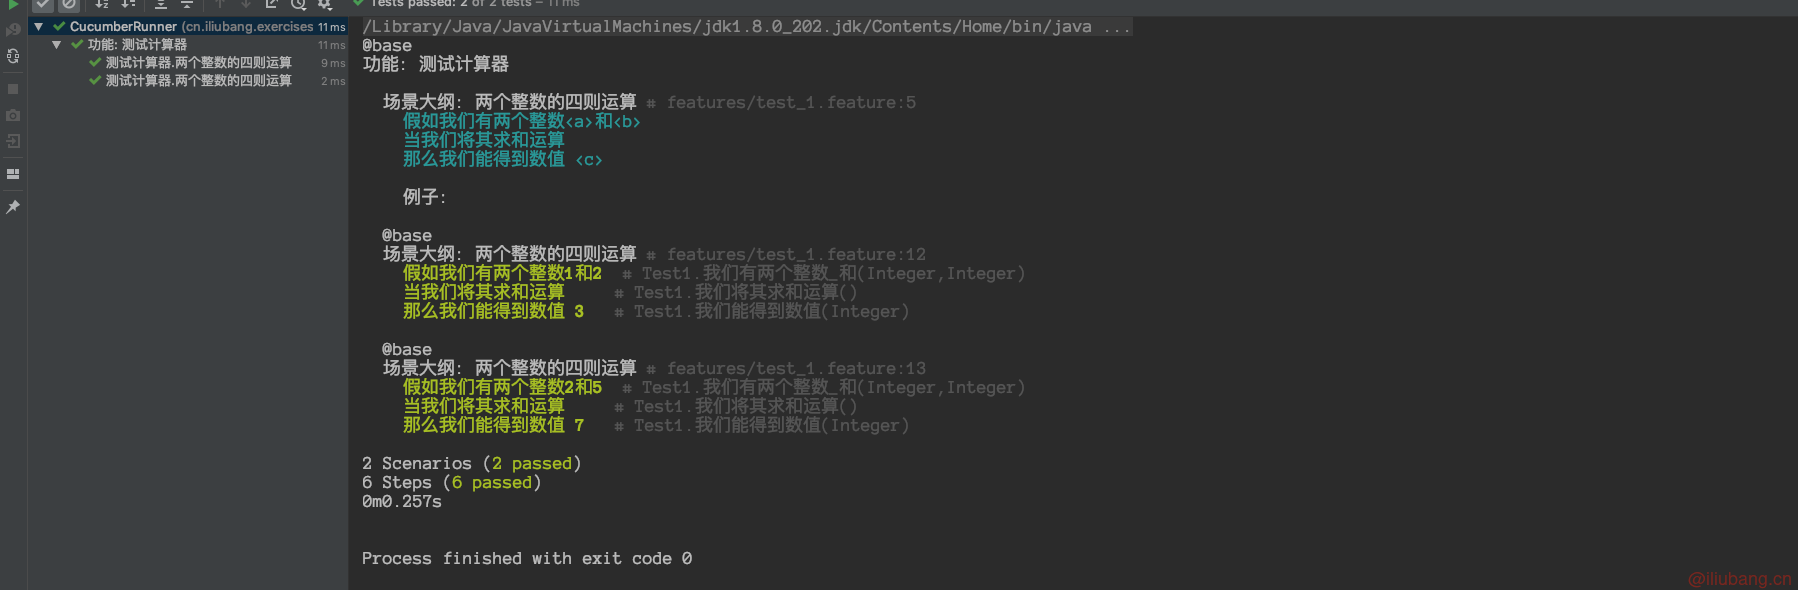 Tests passed: 2 of 2 tests – 11 ms
CucumberRunner (cn.iliubang.exercises 11 ms
功能: 测试计算器 11 ms
测试计算器.两个整数的四则运算 9 ms
测试计算器.两个整数的四则运算 2 ms
/Library/Java/JavaVirtualMachines/jdk1.8.0_202.jdk/Contents/Home/bin/java ...
@base
功能: 测试计算器
场景大纲: 两个整数的四则运算 # features/test_1.feature:5
假如我们有两个整数<a>和<b>
当我们将其求和运算
那么我们能得到数值 <c>
例子:
@base
场景大纲: 两个整数的四则运算 # features/test_1.feature:12
假如我们有两个整数1和2 # Test1.我们有两个整数_和(Integer,Integer)
当我们将其求和运算 # Test1.我们将其求和运算()
那么我们能得到数值 3 # Test1.我们能得到数值(Integer)
@base
场景大纲: 两个整数的四则运算 # features/test_1.feature:13
假如我们有两个整数2和5 # Test1.我们有两个整数_和(Integer,Integer)
当我们将其求和运算 # Test1.我们将其求和运算()
那么我们能得到数值 7 # Test1.我们能得到数值(Integer)
2 Scenarios (2 passed)
6 Steps (6 passed)
0m0.257s
Process finished with exit code 0
@iliubang.cn